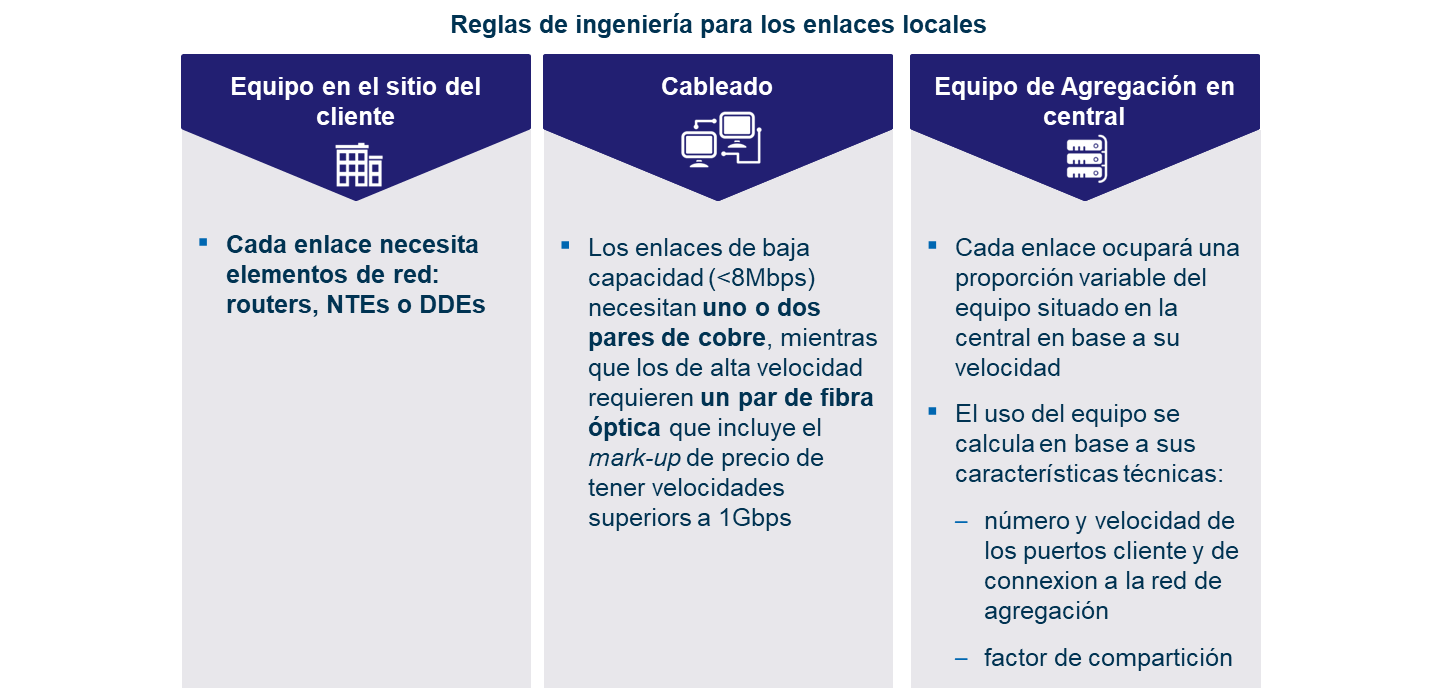 Reglas de ingeniería para los enlaces locales
Equipo en el sitio del
cliente
Cada enlace necesita
elementos de red:
routers, NTEs o DDEs
Cableado
Los enlaces de baja
capacidad (<8Mbps)
necesitan uno o dos
pares de cobre, mientras
que los de alta velocidad
requieren un par de fibra
óptica que incluye el
mark-up de precio de
tener velocidades
superiors a 1Gbps
Equipo de Agregación en
central
Cada enlace ocupará una
proporción variable del
equipo situado en la
central en base a su
velocidad
El uso del equipo se
calcula en base a sus
características técnicas:
– número y velocidad de
los puertos cliente y de
connexion a la red de
agregación
– factor de compartición